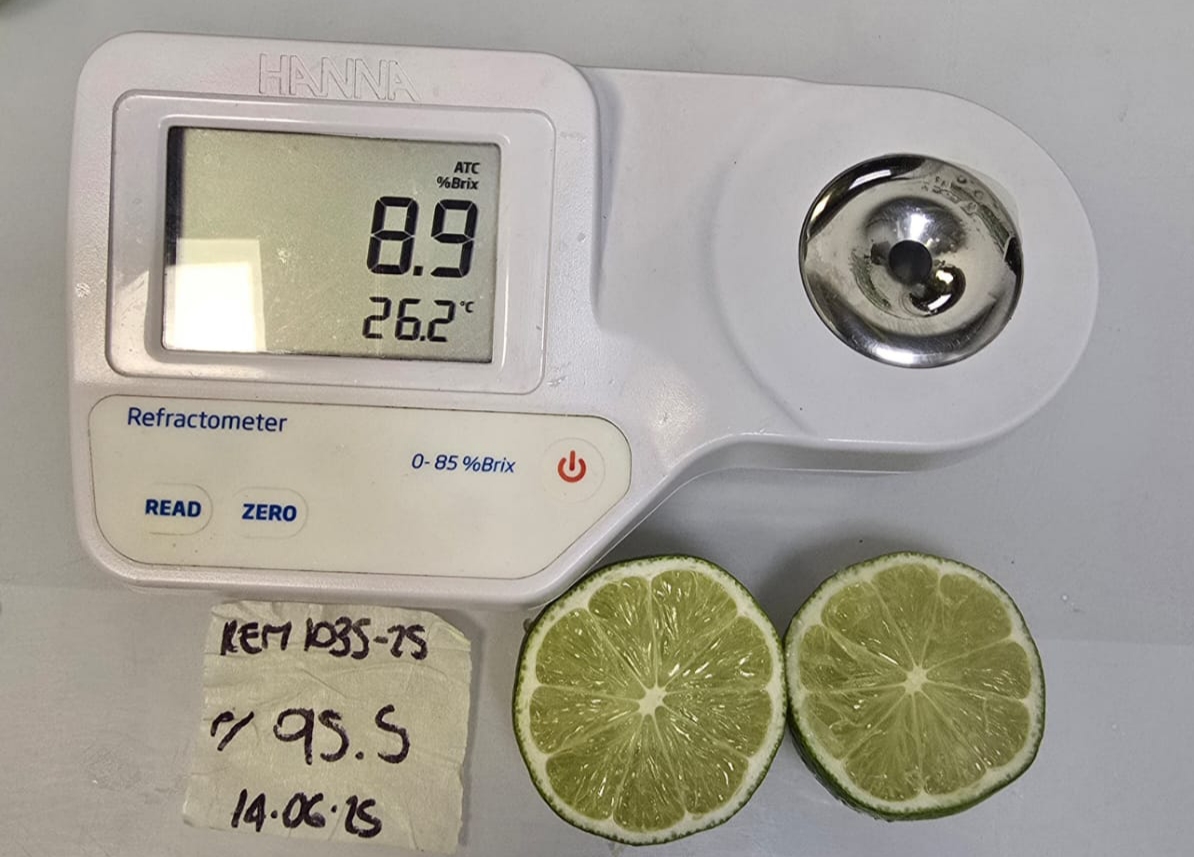 HANNA
ATC
%Brix
8.9
26.2°C
Refractometer
0-85 %Brix
READ
ZERO
REM 1035-25
P/ 95.5
14.06.25